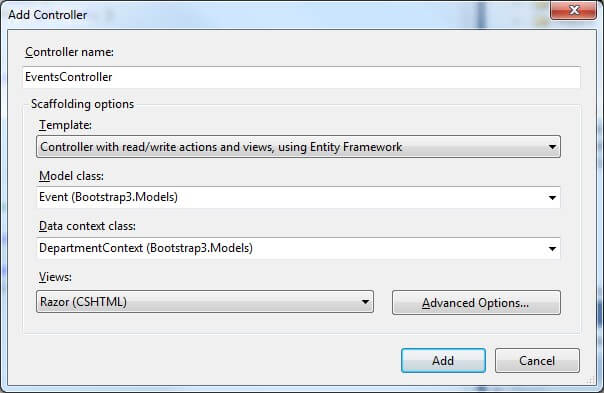 Add Controller
Controller name:
EventsController
Scaffolding options
Template:
Controller with read/write actions and views, using Entity Framework
Model class:
Event (Bootstrap3.Models)
Data context class:
DepartmentContext (Bootstrap3.Models)
Views:
Razor (CSHTML)
Advanced Options...
Add
Cancel